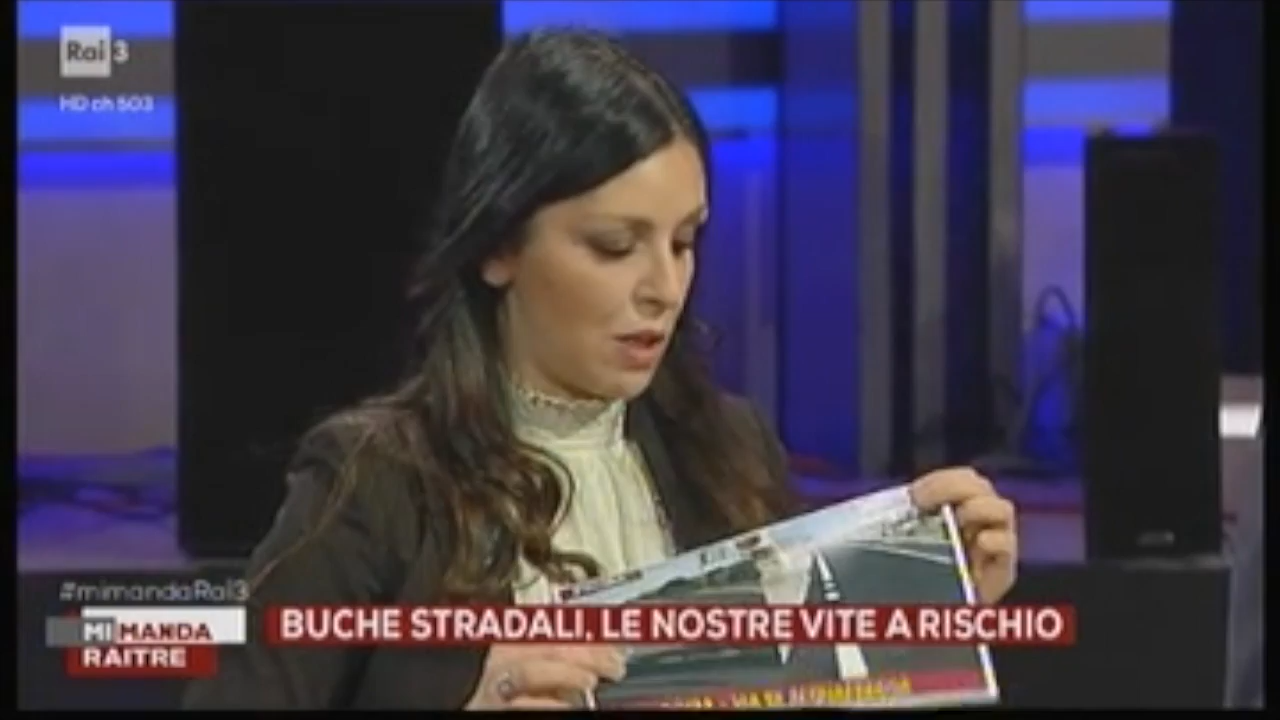 Rai 3
HD ch 503
#mimandaRai3
MI MANDA
RAITRE
BUCHE STRADALI, LE NOSTRE VITE A RISCHIO